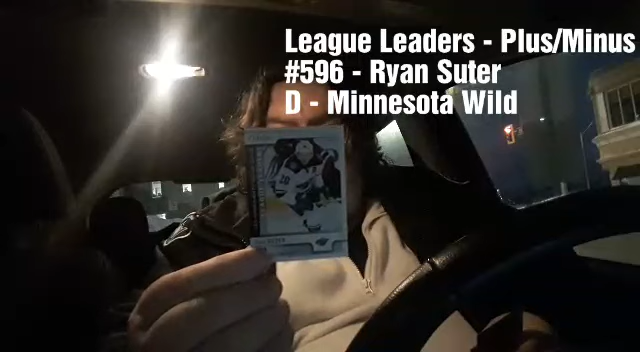 League Leaders - Plus/Minus
#596 - Ryan Suter
D - Minnesota Wild